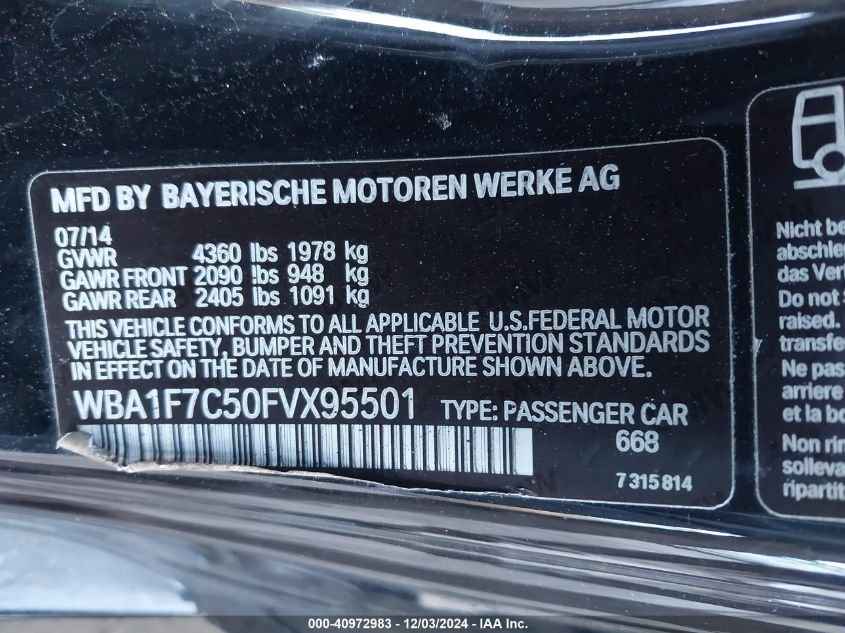 MFD BY BAYERISCHE MOTOREN WERKE AG
07/14
GVWR 4360 lbs 1978 kg
GAWR FRONT 2090 lbs 948 kg
GAWR REAR 2405 lbs 1091 kg
THIS VEHICLE CONFORMS TO ALL APPLICABLE U.S.FEDERAL MOTOR
VEHICLE SAFETY, BUMPER AND THEFT PREVENTION STANDARDS
IN EFFECT ON THE DATE OF MANUFACTURE SHOWN ABOVE.
WBA1F7C50FVX95501 TYPE: PASSENGER CAR
668
7 315 814
Nicht be
abschle
das Ver
Do not
raised.
transfe
Ne pas
arriere
et la bo
Non rin
solleva
ripartit
000-40972983 - 12/03/2024 - IAA Inc.